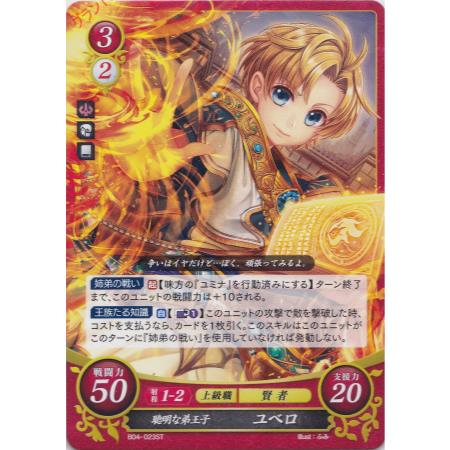 3
2
争いはイヤだけど…ぼく、頑張ってみるよ。
姉弟の戦い 起【味方の『ユミナ』を行動済みにする】ターン終了
まで、このユニットの戦闘力は+10される。
王族たる知識 自【1】このユニットの攻撃で敵を撃破した時、
コストを支払うなら、カードを1枚引く。このスキルはこのユニットが
このターンに『姉弟の戦い』を使用していなければ発動しない。
戦闘力
50
射程 1-2 上級職 賢者
支援力
20
聡明な弟王子 ユベロ
B04-023ST
Illust:ふみ